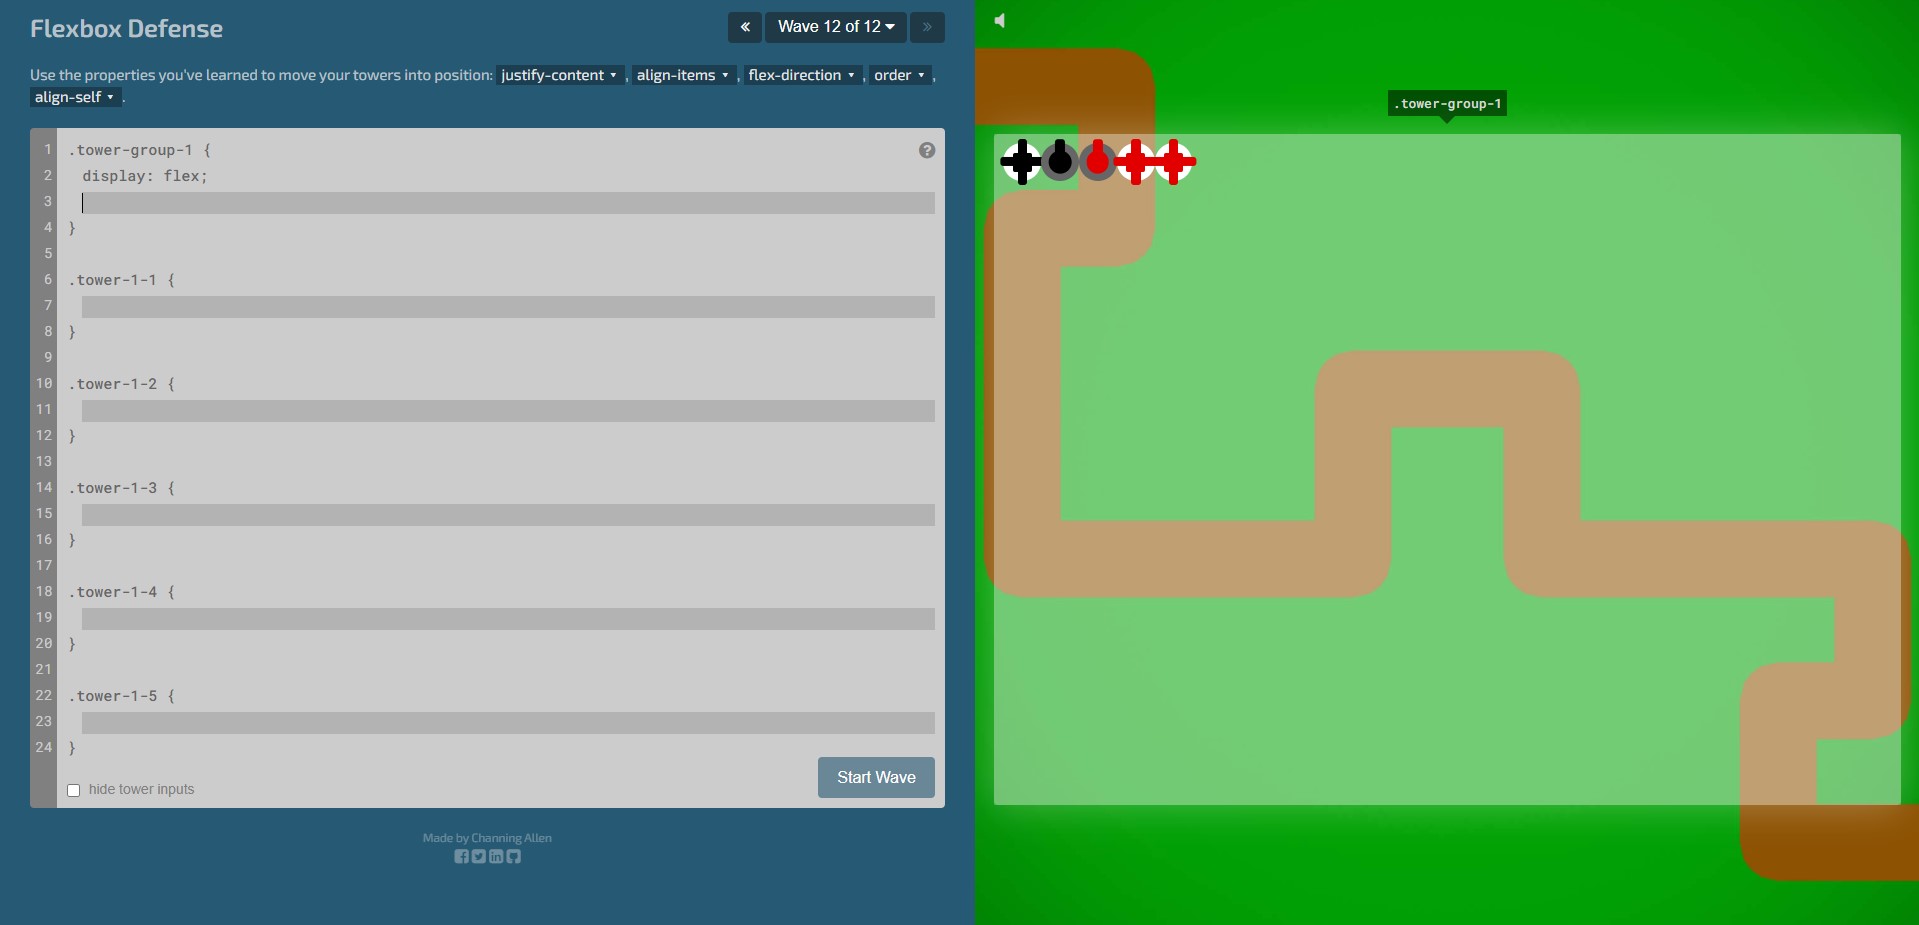 Flexbox Defense
« Wave 12 of 12 »
Use the properties you've learned to move your towers into position: justify-content , align-items , flex-direction , order ,
align-self .
1 .tower-group-1 {
2 display: flex;
3
4 }
5
6 .tower-1-1 {
7
8 }
9
10 .tower-1-2 {
11
12 }
13
14 .tower-1-3 {
15
16 }
17
18 .tower-1-4 {
19
20 }
21
22 .tower-1-5 {
23
24 }
?
hide tower inputs
Start Wave
Made by Channing Allen
.tower-group-1